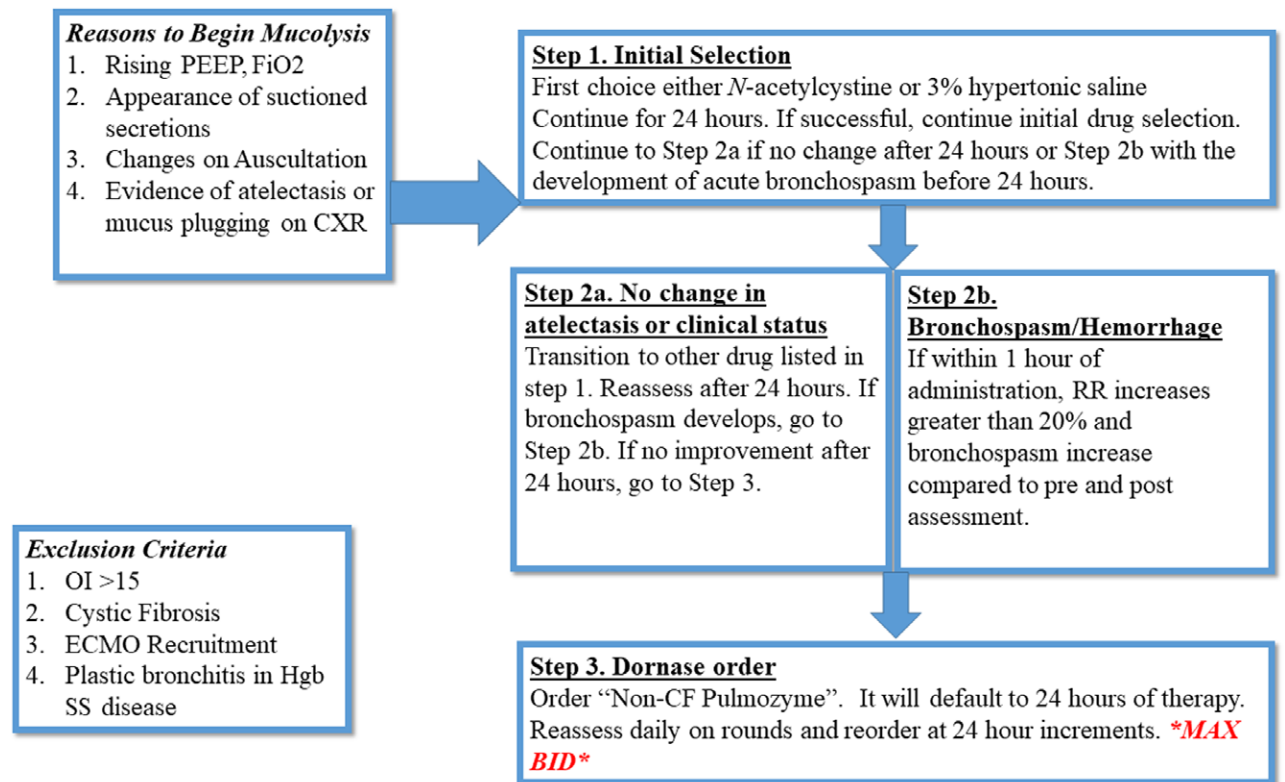 Reasons to Begin Mucolysis
1. Rising PEEP, FiO2
2. Appearance of suctioned
secretions
3. Changes on Auscultation
4. Evidence of atelectasis or
mucus plugging on CXR
Step 1. Initial Selection
First choice either N-acetylcystine or 3% hypertonic saline
Continue for 24 hours. If successful, continue initial drug selection.
Continue to Step 2a if no change after 24 hours or Step 2b with the
development of acute bronchospasm before 24 hours.
Step 2a. No change in
atelectasis or clinical status
Transition to other drug listed in
step 1. Reassess after 24 hours. If
bronchospasm develops, go to
Step 2b. If no improvement after
24 hours, go to Step 3.
Step 2b.
Bronchospasm/Hemorrhage
If within 1 hour of
administration, RR increases
greater than 20% and
bronchospasm increase
compared to pre and post
assessment.
Exclusion Criteria
1. OI >15
2. Cystic Fibrosis
3. ECMO Recruitment
4. Plastic bronchitis in Hgb
SS disease
Step 3. Dornase order
Order “Non-CF Pulmozyme”. It will default to 24 hours of therapy.
Reassess daily on rounds and reorder at 24 hour increments. *MAX
BID*